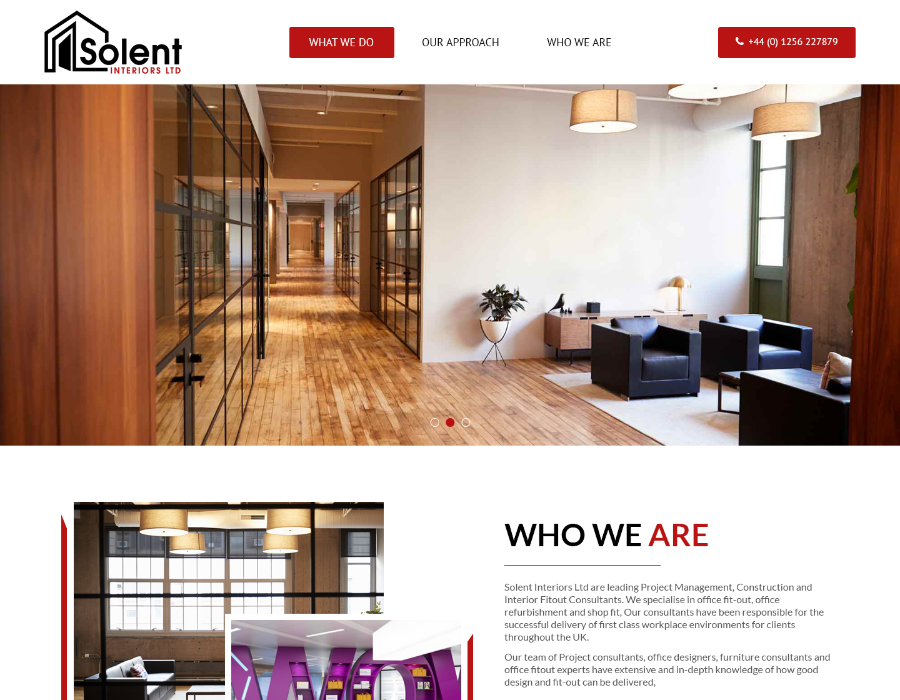 Solent
INTERIORS LTD
WHAT WE DO
OUR APPROACH
WHO WE ARE
+44 (0) 1256 227879
WHO WE ARE
Solent Interiors Ltd are leading Project Management, Construction and
Interior Fitout Consultants. We specialise in office fit-out, office
refurbishment and shop fit, Our consultants have been responsible for the
successful delivery of first class workplace environments for clients
throughout the UK.
Our team of Project consultants, office designers, furniture consultants and
office fitout experts have extensive and in-depth knowledge of how good
design and fit-out can be delivered,